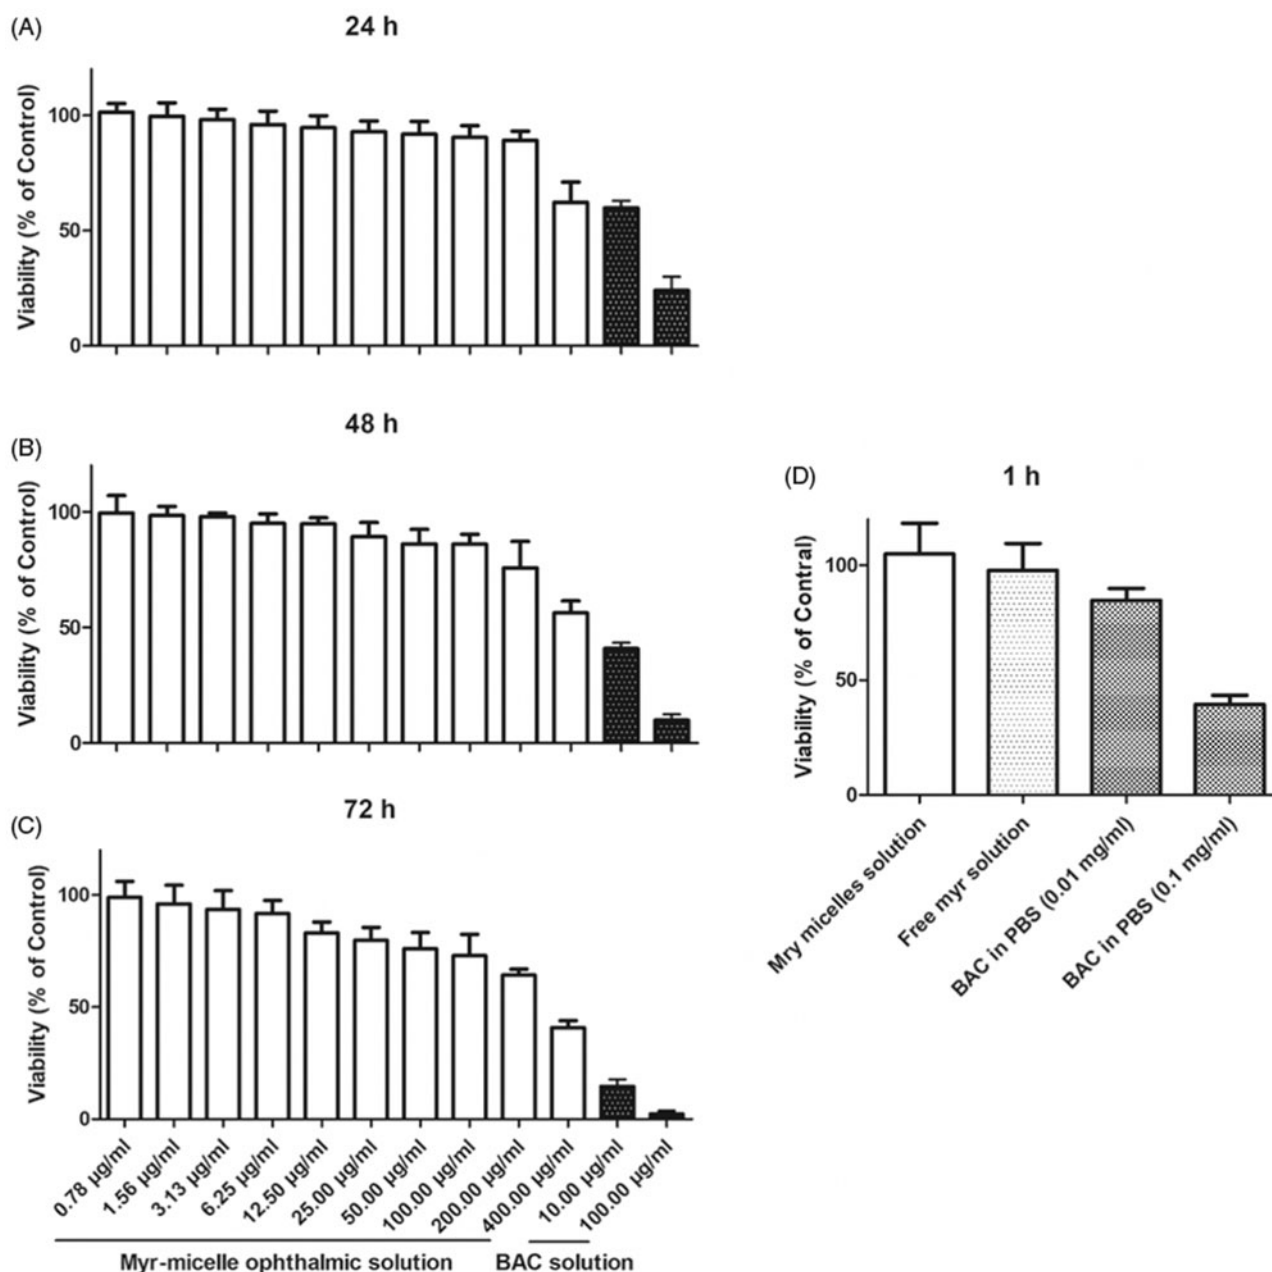 (A)
24 h
Viability (% of Control)
100
50
0
(B)
48 h
Viability (% of Control)
100
50
0
(C)
72 h
Viability (% of Control)
100
50
0
0.78 µg/ml
1.56 µg/ml
3.13 µg/ml
6.25 µg/ml
12.50 µg/ml
25.00 µg/ml
50.00 µg/ml
100.00 µg/ml
200.00 µg/ml
400.00 µg/ml
10.00 µg/ml
100.00 µg/ml
Myr-micelle ophthalmic solution
BAC solution
(D)
1 h
Viability (% of Contral)
100
50
0
Mry micelles solution
Free myr solution
BAC in PBS (0.01 mg/ml)
BAC in PBS (0.1 mg/ml)